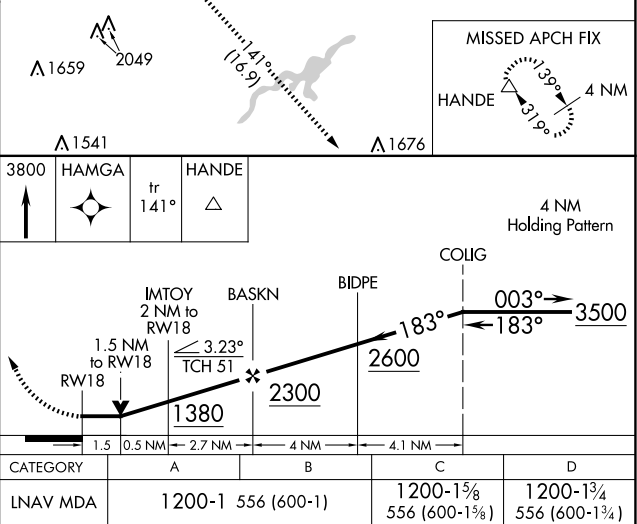 2049
1659
141°
(16.9)
1541
1676
MISSED APCH FIX
HANDE
139°
319°
4 NM
3800
HAMGA
tr
141°
HANDE
4 NM
Holding Pattern
COLIG
BIDPE
BASKN
IMTOY
2 NM to
RW18
1.5 NM
to RW18
RW18
3.23°
TCH 51
183°
003°
183°
3500
2600
2300
1380
1.5 0.5 NM 2.7 NM 4 NM 4.1 NM
CATEGORY A B C D
LNAV MDA 1200-1 556 (600-1) 1200-1⅝ 556 (600-1⅝) 1200-1¾ 556 (600-1¾)